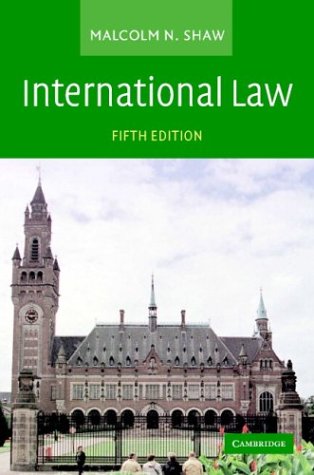 MALCOLM N. SHAW
International Law
FIFTH EDITION
CAMBRIDGE